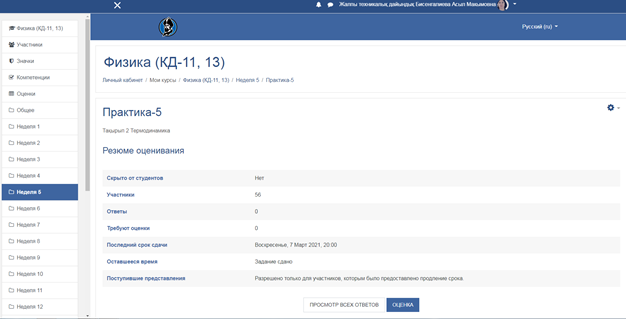 Жалпы техникалық дайындық Бисенгалиева Асыл Макымовна
Русский (ru)
Физика (КД-11, 13)
Участники
Значки
Компетенции
Оценки
Общее
Неделя 1
Неделя 2
Неделя 3
Неделя 4
Неделя 5
Неделя 6
Неделя 7
Неделя 8
Неделя 9
Неделя 10
Неделя 11
Неделя 12
Физика (КД-11, 13)
Личный кабинет / Мои курсы / Физика (КД-11, 13) / Неделя 5 / Практика-5
Практика-5
Тақырып 2 Термодинамика
Резюме оценивания
Скрыто от студентов Нет
Участники 56
Ответы 0
Требуют оценки 0
Последний срок сдачи Воскресенье, 7 Март 2021, 20:00
Оставшееся время Задание сдано
Поступившие представления Разрешено только для участников, которым было предоставлено продление срока.
ПРОСМОТР ВСЕХ ОТВЕТОВ ОЦЕНКА